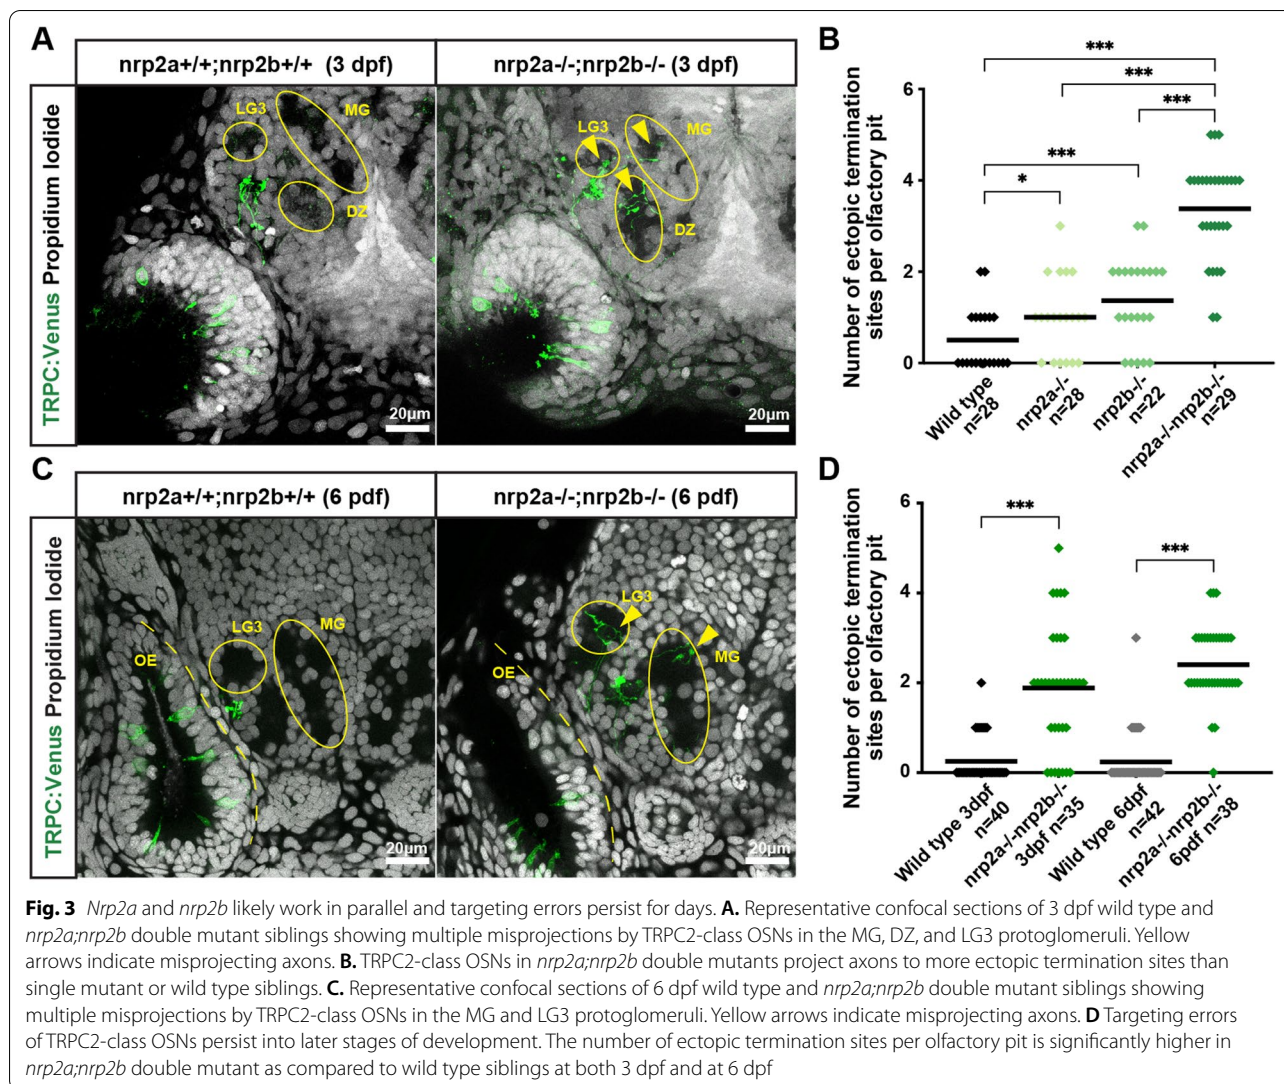 A
nrp2a+/+;nrp2b+/+ (3 dpf)
nrp2a-/-;nrp2b-/- (3 dpf)
TRPC:Venus Propidium Iodide
LG3
MG
DZ
20µm
LG3
MG
DZ
20µm
B
Number of ectopic termination
sites per olfactory pit
6
4
2
0
***
***
***
***
*
Wild type
n=28
nrp2a-/-
n=28
nrp2b-/-
n=22
nrp2a-/-nrp2b-/-
n=29
C
nrp2a+/+;nrp2b+/+ (6 pdf)
nrp2a-/-;nrp2b-/- (6 pdf)
TRPC:Venus Propidium Iodide
LG3
MG
OE
20µm
LG3
MG
OE
20µm
D
Number of ectopic termination
sites per olfactory pit
6
4
2
0
***
***
Wild type 3dpf
n=40
nrp2a-/-nrp2b-/-
3dpf n=35
Wild type 6dpf
n=42
nrp2a-/-nrp2b-/-
6pdf n=38
Fig. 3 Nrp2a and nrp2b likely work in parallel and targeting errors persist for days. A. Representative confocal sections of 3 dpf wild type and
nrp2a;nrp2b double mutant siblings showing multiple misprojections by TRPC2-class OSNs in the MG, DZ, and LG3 protoglomeruli. Yellow
arrows indicate misprojecting axons. B. TRPC2-class OSNs in nrp2a;nrp2b double mutants project axons to more ectopic termination sites than
single mutant or wild type siblings. C. Representative confocal sections of 6 dpf wild type and nrp2a;nrp2b double mutant siblings showing
multiple misprojections by TRPC2-class OSNs in the MG and LG3 protoglomeruli. Yellow arrows indicate misprojecting axons. D Targeting errors
of TRPC2-class OSNs persist into later stages of development. The number of ectopic termination sites per olfactory pit is significantly higher in
nrp2a;nrp2b double mutant as compared to wild type siblings at both 3 dpf and at 6 dpf